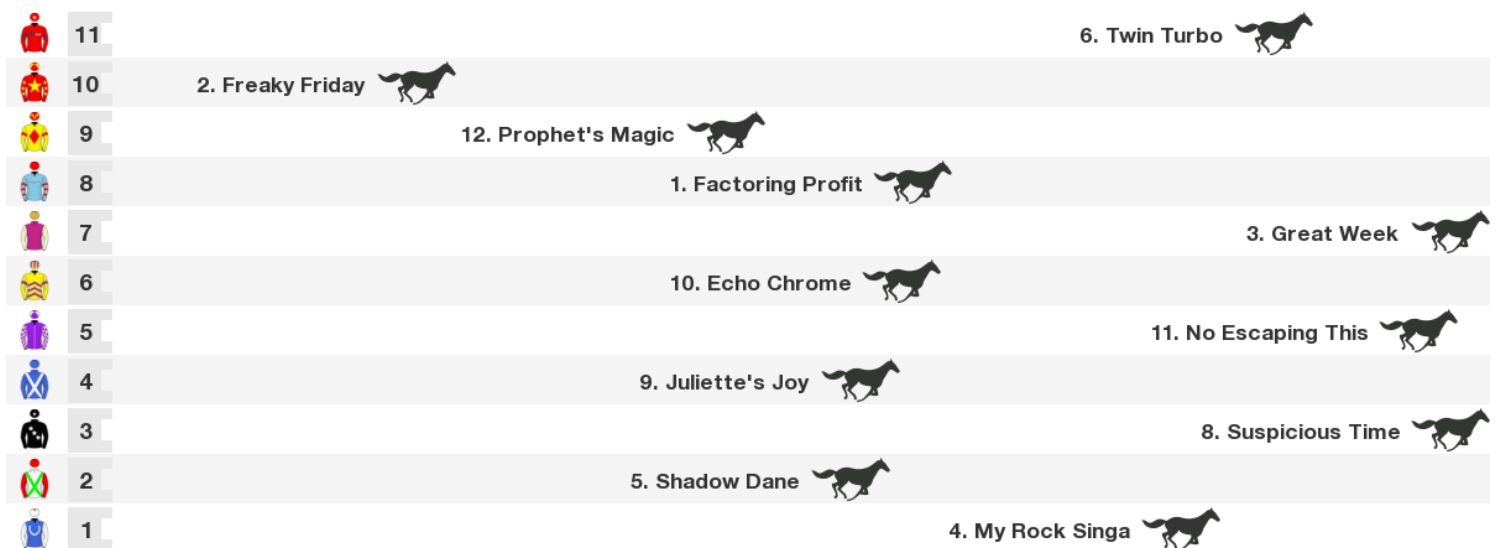 11 6. Twin Turbo
10 2. Freaky Friday
9 12. Prophet's Magic
8 1. Factoring Profit
7 3. Great Week
6 10. Echo Chrome
5 11. No Escaping This
4 9. Juliette's Joy
3 8. Suspicious Time
2 5. Shadow Dane
1 4. My Rock Singa